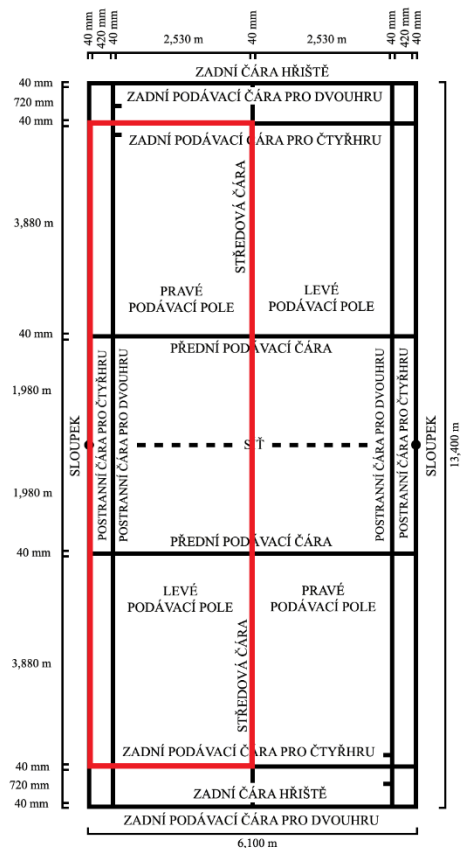 40 mm
420 mm
40 mm
2,530 m
40 mm
2,530 m
40 mm
420 mm
40 mm
ZADNÍ ČÁRA HŘIŠTĚ
40 mm
ZADNÍ PODÁVACÍ ČÁRA PRO DVOUHRU
720 mm
40 mm
ZADNÍ PODÁVACÍ ČÁRA PRO ČTYŘHRU
3,880 m
STŘEDOVÁ ČÁRA
PRAVÉ
PODÁVACÍ POLE
LEVÉ
PODÁVACÍ POLE
40 mm
PŘEDNÍ PODÁVACÍ ČÁRA
1,980 m
SLOUPEK
POSTRANNÍ ČÁRA PRO ČTYŘHRU
POSTRANNÍ ČÁRA PRO DVOUHRU
SÍŤ
POSTRANNÍ ČÁRA PRO DVOUHRU
POSTRANNÍ ČÁRA PRO ČTYŘHRU
SLOUPEK
13,400 m
1,980 m
40 mm
PŘEDNÍ PODÁVACÍ ČÁRA
LEVÉ
PODÁVACÍ POLE
PRAVÉ
PODÁVACÍ POLE
3,880 m
STŘEDOVÁ ČÁRA
ZADNÍ PODÁVACÍ ČÁRA PRO ČTYŘHRU
40 mm
720 mm
ZADNÍ ČÁRA HŘIŠTĚ
40 mm
ZADNÍ PODÁVACÍ ČÁRA PRO DVOUHRU
6,100 m